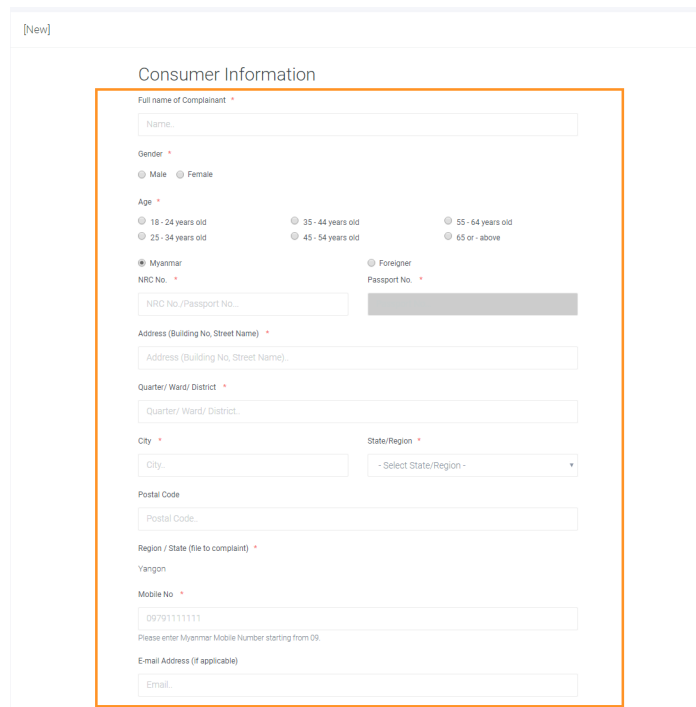 [New]
Consumer Information
Full name of Complainant *
Name..
Gender *
Male Female
Age *
18 - 24 years old 35 - 44 years old 55 - 64 years old
25 - 34 years old 45 - 54 years old 65 or - above
Myanmar Foreigner
NRC No. * Passport No. *
NRC No./Passport No...
Address (Building No, Street Name) *
Address (Building No, Street Name)..
Quarter/ Ward/ District *
Quarter/ Ward/ District..
City * State/Region *
City.. - Select State/Region -
Postal Code
Postal Code..
Region / State (file to complaint) *
Yangon
Mobile No *
09791111111
Please enter Myanmar Mobile Number starting from 09.
E-mail Address (if applicable)
Email..